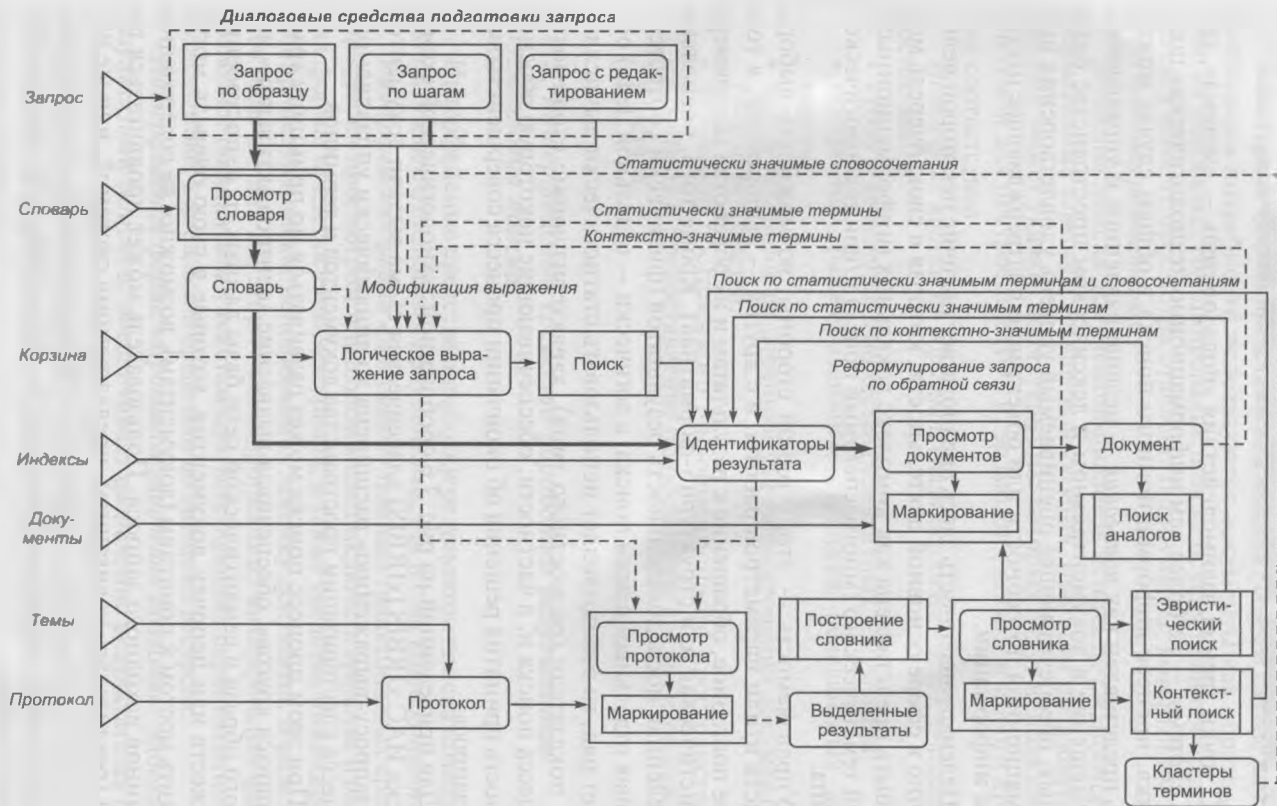 Диалоговые средства подготовки запроса
Запрос
Запрос
по образцу
Запрос
по шагам
Запрос с редак-
тированием
Статистически значимые словосочетания
Словарь
Просмотр
словаря
Статистически значимые термины
Контекстно-значимые термины
Словарь
Модификация выражения
Поиск по статистически значимым терминам и словосочетаниям
Поиск по статистически значимым терминам
Поиск по контекстно-значимым терминам
Корзина
Логическое выра-
жение запроса
Поиск
Реформулирование запроса
по обратной связи
Индексы
Идентификаторы
результата
Просмотр
документов
Маркирование
Документ
Доку-
менты
Поиск
аналогов
Темы
Просмотр
протокола
Маркирование
Построение
словника
Просмотр
словника
Маркирование
Эвристи-
ческий
поиск
Протокол
Протокол
Выделенные
результаты
Контекст-
ный поиск
Кластеры
терминов